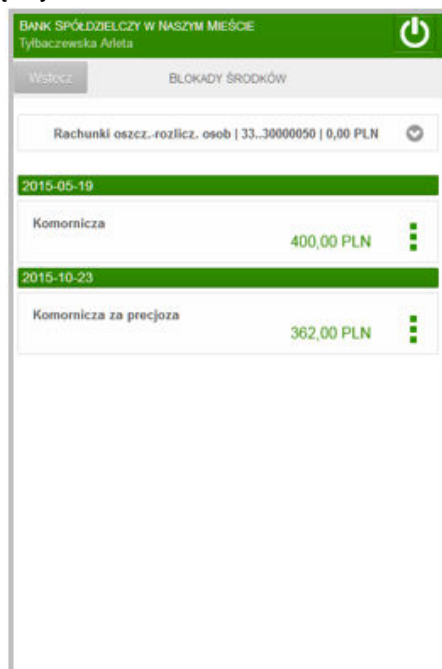 BANK SPÓŁDZIELCZY W NASZYM MIEŚCIE
Tyłbaczewska Arleta
Wstecz
BLOKADY ŚRODKÓW
Rachunki oszcz.-rozlicz. osob | 33..30000050 | 0,00 PLN
2015-05-19
Komornicza
400,00 PLN
2015-10-23
Komornicza za precjoza
362,00 PLN